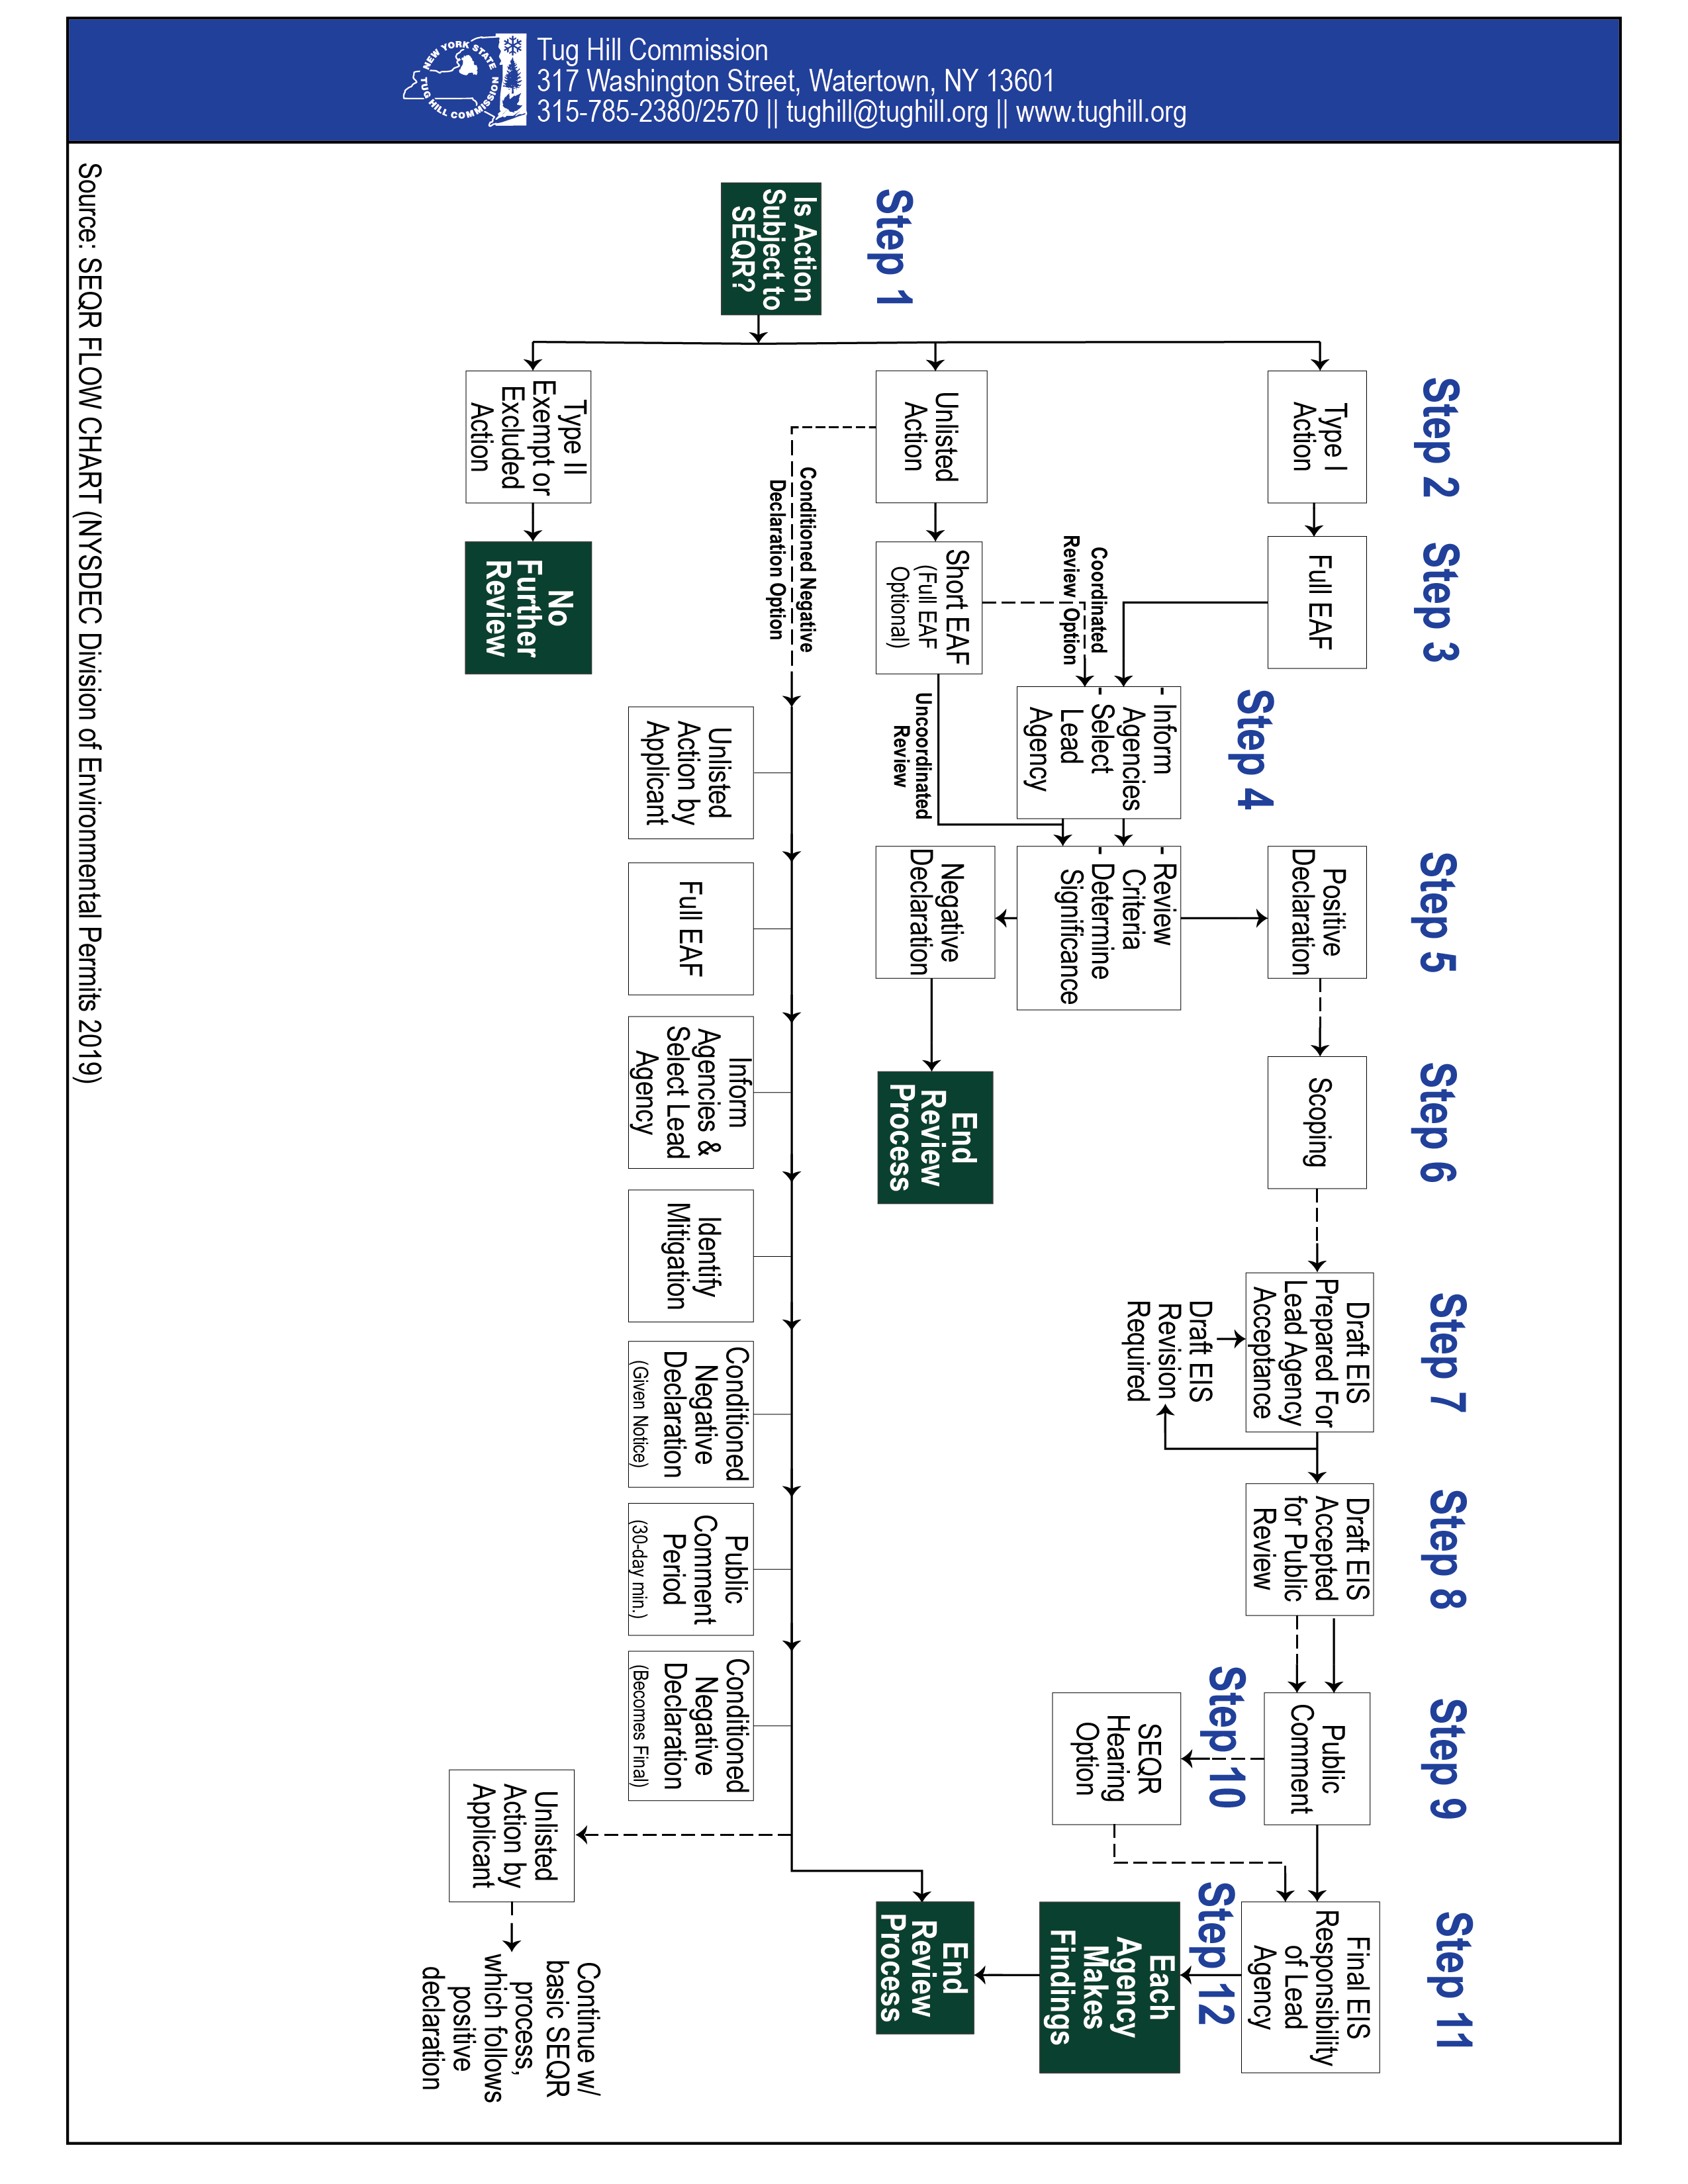 Tug Hill Commission
317 Washington Street, Watertown, NY 13601
315-785-2380/2570 || tughill@tughill.org || www.tughill.org
NEW YORK STATE
TUG HILL COMMISSION
Step 1
Is Action
Subject to
SEQR?
Step 2
Type I
Action
Unlisted
Action
Type II
Exempt or
Excluded
Action
Step 3
Full EAF
Short EAF
(Full EAF
Optional)
No
Further
Review
Coordinated
Review Option
Uncoordinated
Review
Conditioned Negative
Declaration Option
Step 4
- Inform
Agencies
- Select
Lead
Agency
Step 5
Positive
Declaration
- Review
Criteria
- Determine
Significance
Negative
Declaration
End
Review
Process
Step 6
Scoping
Step 7
Draft EIS
Prepared For
Lead Agency
Acceptance
Draft EIS
Revision
Required
Step 8
Draft EIS
Accepted
for Public
Review
Step 9
Public
Comment
Step 10
SEQR
Hearing
Option
Step 11
Final EIS
Responsibility
of Lead
Agency
Step 12
Each
Agency
Makes
Findings
End
Review
Process
Unlisted
Action by
Applicant
Full EAF
Inform
Agencies &
Select Lead
Agency
Identify
Mitigation
Conditioned
Negative
Declaration
(Given Notice)
Public
Comment
Period
(30-day min.)
Conditioned
Negative
Declaration
(Becomes Final)
Unlisted
Action by
Applicant
Continue w/
basic SEQR
process,
which follows
positive
declaration
Source: SEQR FLOW CHART (NYSDEC Division of Environmental Permits 2019)